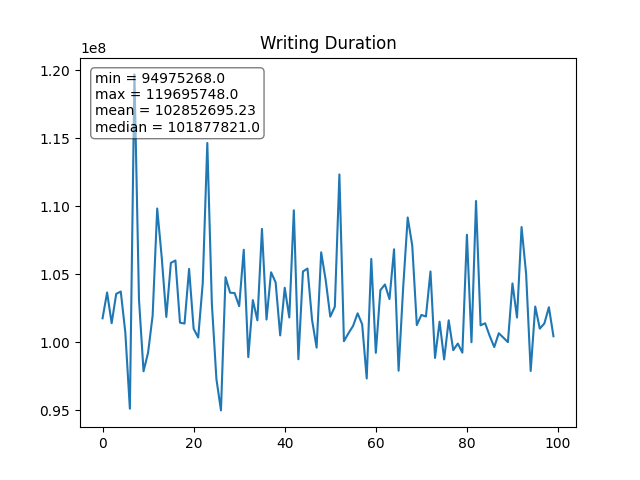 Writing Duration
1e8
min = 94975268.0
max = 119695748.0
mean = 102852695.23
median = 101877821.0
1.20
1.15
1.10
1.05
1.00
0.95
0 20 40 60 80 100